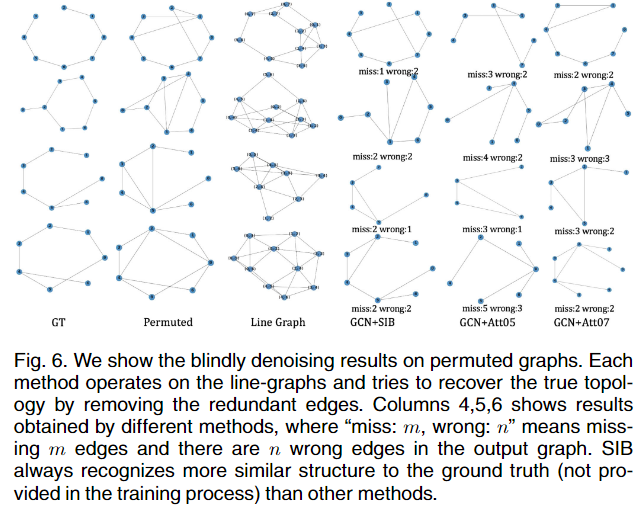 miss:1 wrong:2
miss:3 wrong:2
miss:2 wrong:2
miss:2 wrong:2
miss:4 wrong:2
miss:3 wrong:3
miss:2 wrong:1
miss:3 wrong:1
miss:3 wrong:2
miss:2 wrong:2
miss:5 wrong:3
miss:2 wrong:2
GT
Permuted
Line Graph
GCN+SIB
GCN+Att05
GCN+Att07
Fig. 6. We show the blindly denoising results on permuted graphs. Each
method operates on the line-graphs and tries to recover the true topol-
ogy by removing the redundant edges. Columns 4,5,6 shows results
obtained by different methods, where “miss: m, wrong: n” means miss-
ing m edges and there are n wrong edges in the output graph. SIB
always recognizes more similar structure to the ground truth (not pro-
vided in the training process) than other methods.